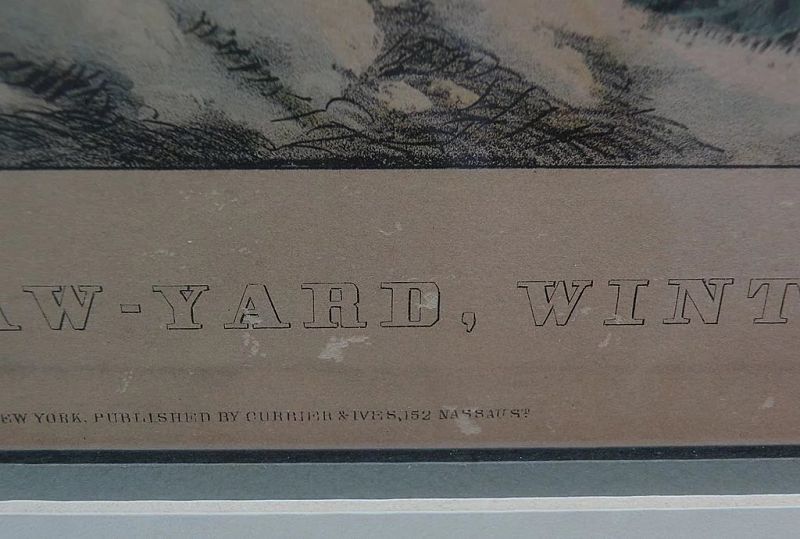 AW-YARD, WINT
EW YORK. PUBLISHED BY CURRIER & IVES, 152 NASSAU ST